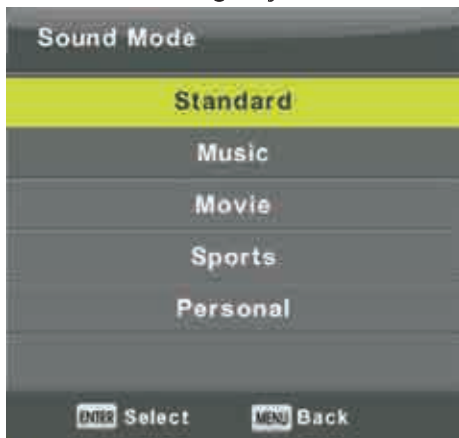 Sound Mode
Standard
Music
Movie
Sports
Personal
ENTER Select MENU Back